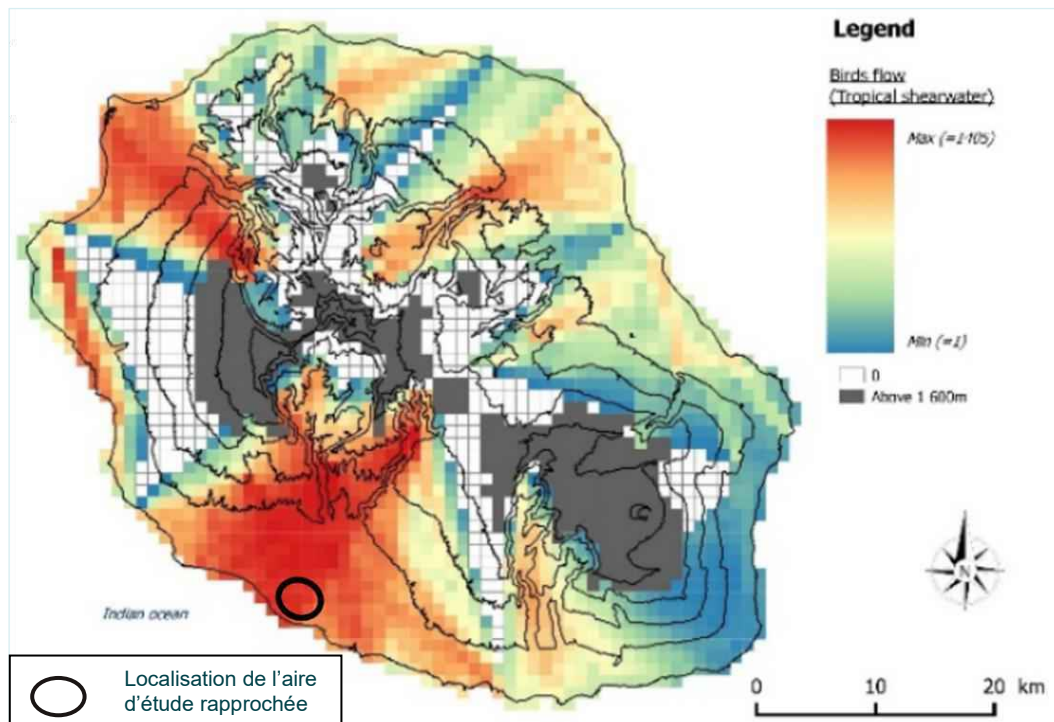 Legend
Birds flow
(Tropical shearwater)
Max (=1405)
Min (=1)
0
Above 1 600m
N
Indian ocean
Localisation de l'aire
d'étude rapprochée
0 10 20 km